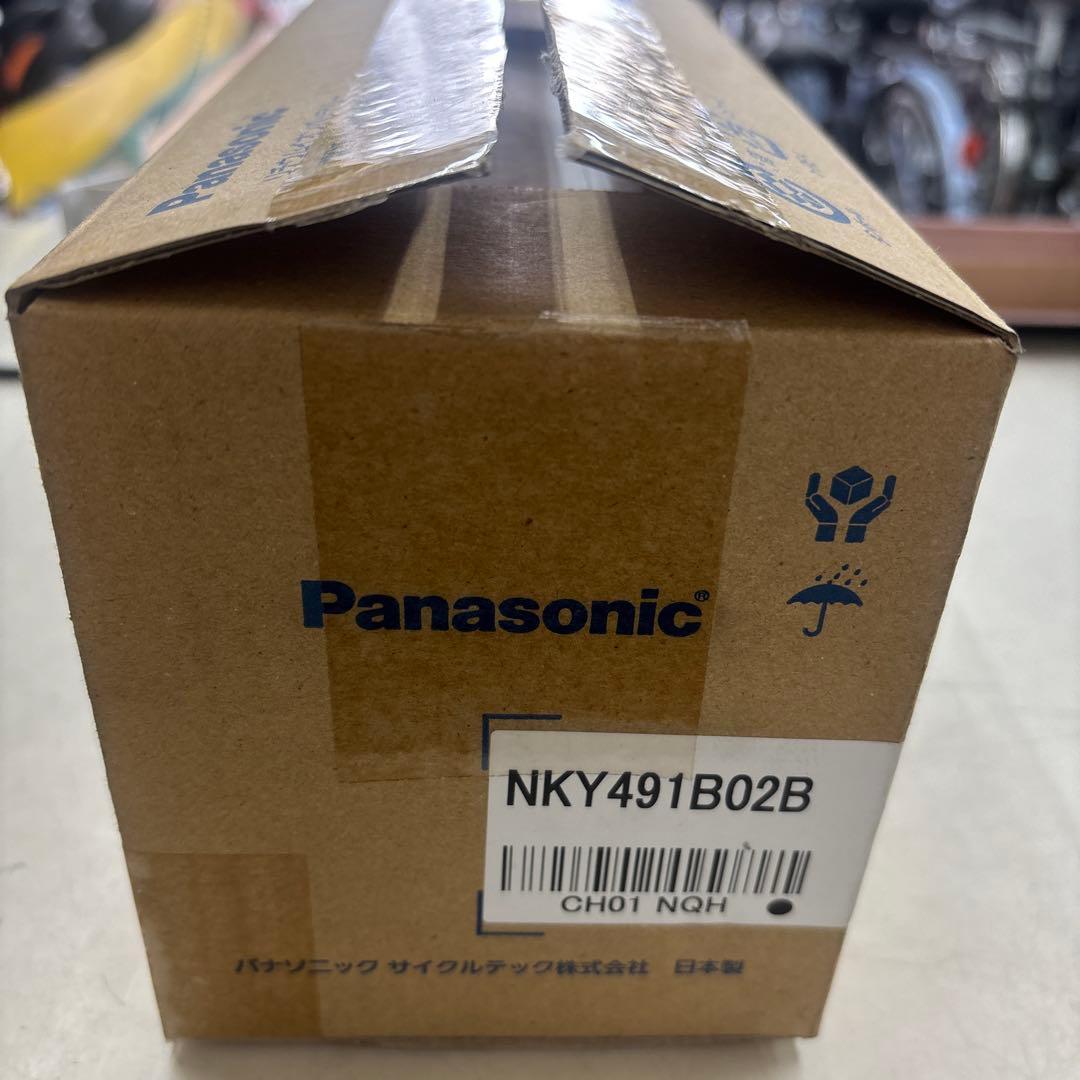 Panasonic
Panasonic®
NKY491B02B
CH01 NQH
パナソニック サイクルテック株式会社 日本製